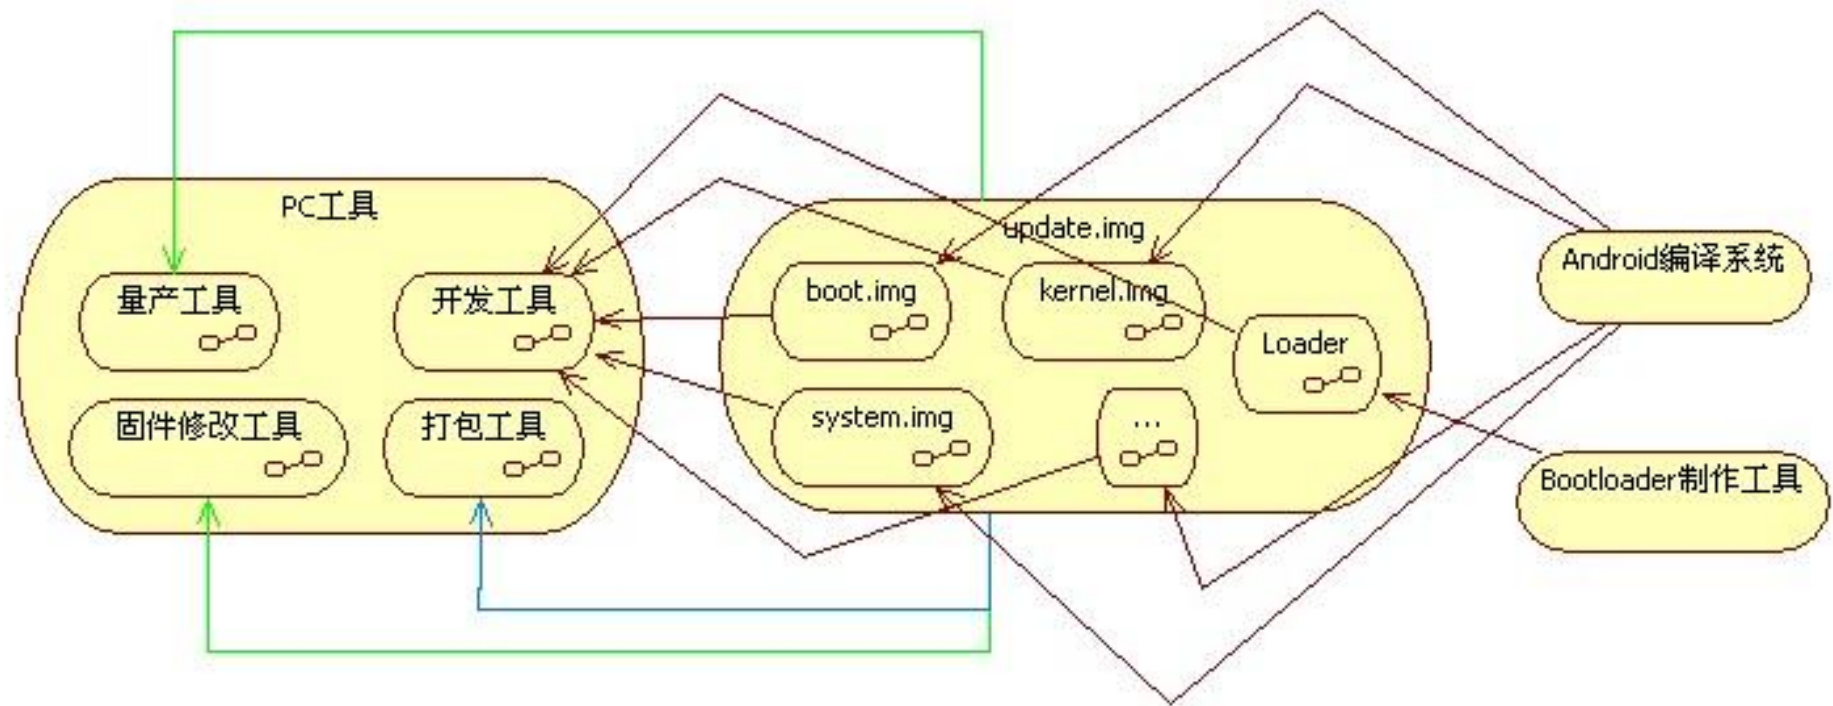 PC工具
量产工具
开发工具
固件修改工具
打包工具
update.img
boot.img
kernel.img
Loader
system.img
...
Android编译系统
Bootloader制作工具